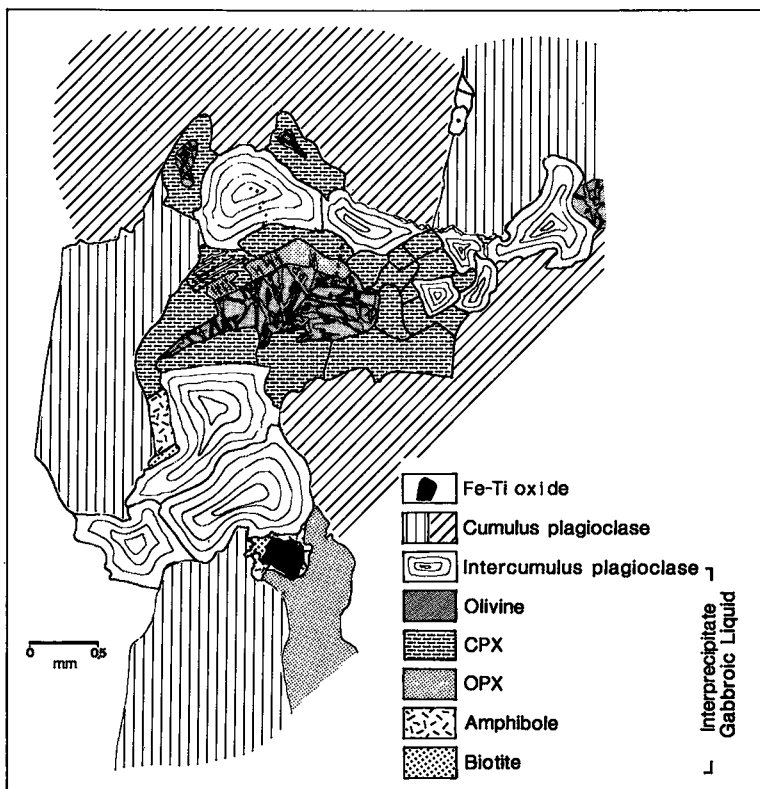 Fe-Ti oxide
Cumulus plagioclase
Intercumulus plagioclase
Olivine
CPX
OPX
Amphibole
Biotite
Interprecipitate
Gabbroic Liquid
0 0,5
mm